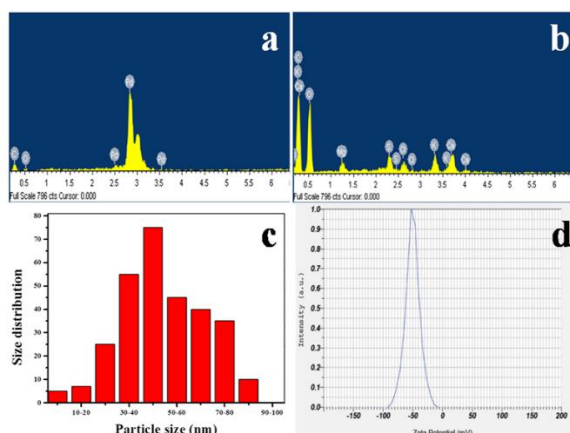 a
b
0.5 1 1.5 2 2.5 3 3.5 4 4.5 5 5.5 6
Full Scale 796 cts Cursor: 0.000
0.5 1 1.5 2 2.5 3 3.5 4 4.5 5 5.5 6
Full Scale 796 cts Cursor: 0.000
c
80
70
60
50
40
30
20
10
0
Size distribution
10-20 30-40 50-60 70-80 90-100
Particle size (nm)
d
1.0
0.9
0.8
0.7
0.6
0.5
0.4
0.3
0.2
0.1
0.0
Intensity (a.u.)
-150 -100 -50 0 50 100 150 200
Zeta Potential (mV)